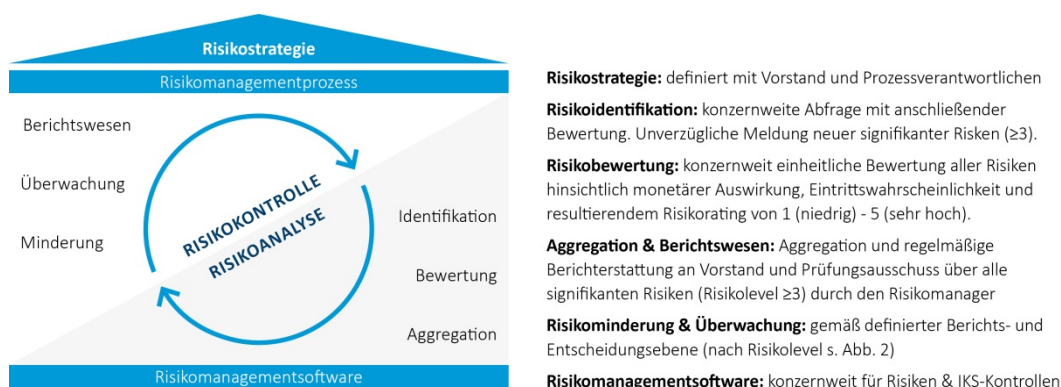 Risikostrategie
Risikomanagementprozess
Berichtswesen
Überwachung
Minderung
RISIKOKONTROLLE
RISIKOANALYSE
Identifikation
Bewertung
Aggregation
Risikomanagementsoftware
Risikostrategie: definiert mit Vorstand und Prozessverantwortlichen
Risikoidentifikation: konzernweite Abfrage mit anschließender
Bewertung. Unverzügliche Meldung neuer signifikanter Risken (≥3).
Risikobewertung: konzernweit einheitliche Bewertung aller Risiken
hinsichtlich monetärer Auswirkung, Eintrittswahrscheinlichkeit und
resultierendem Risikorating von 1 (niedrig) - 5 (sehr hoch).
Aggregation & Berichtswesen: Aggregation und regelmäßige
Berichterstattung an Vorstand und Prüfungsausschuss über alle
signifikanten Risiken (Risikolevel ≥3) durch den Risikomanager
Risikominderung & Überwachung: gemäß definierter Berichts- und
Entscheidungsebene (nach Risikolevel s. Abb. 2)
Risikomanagementsoftware: konzernweit für Risiken & IKS-Kontrollen